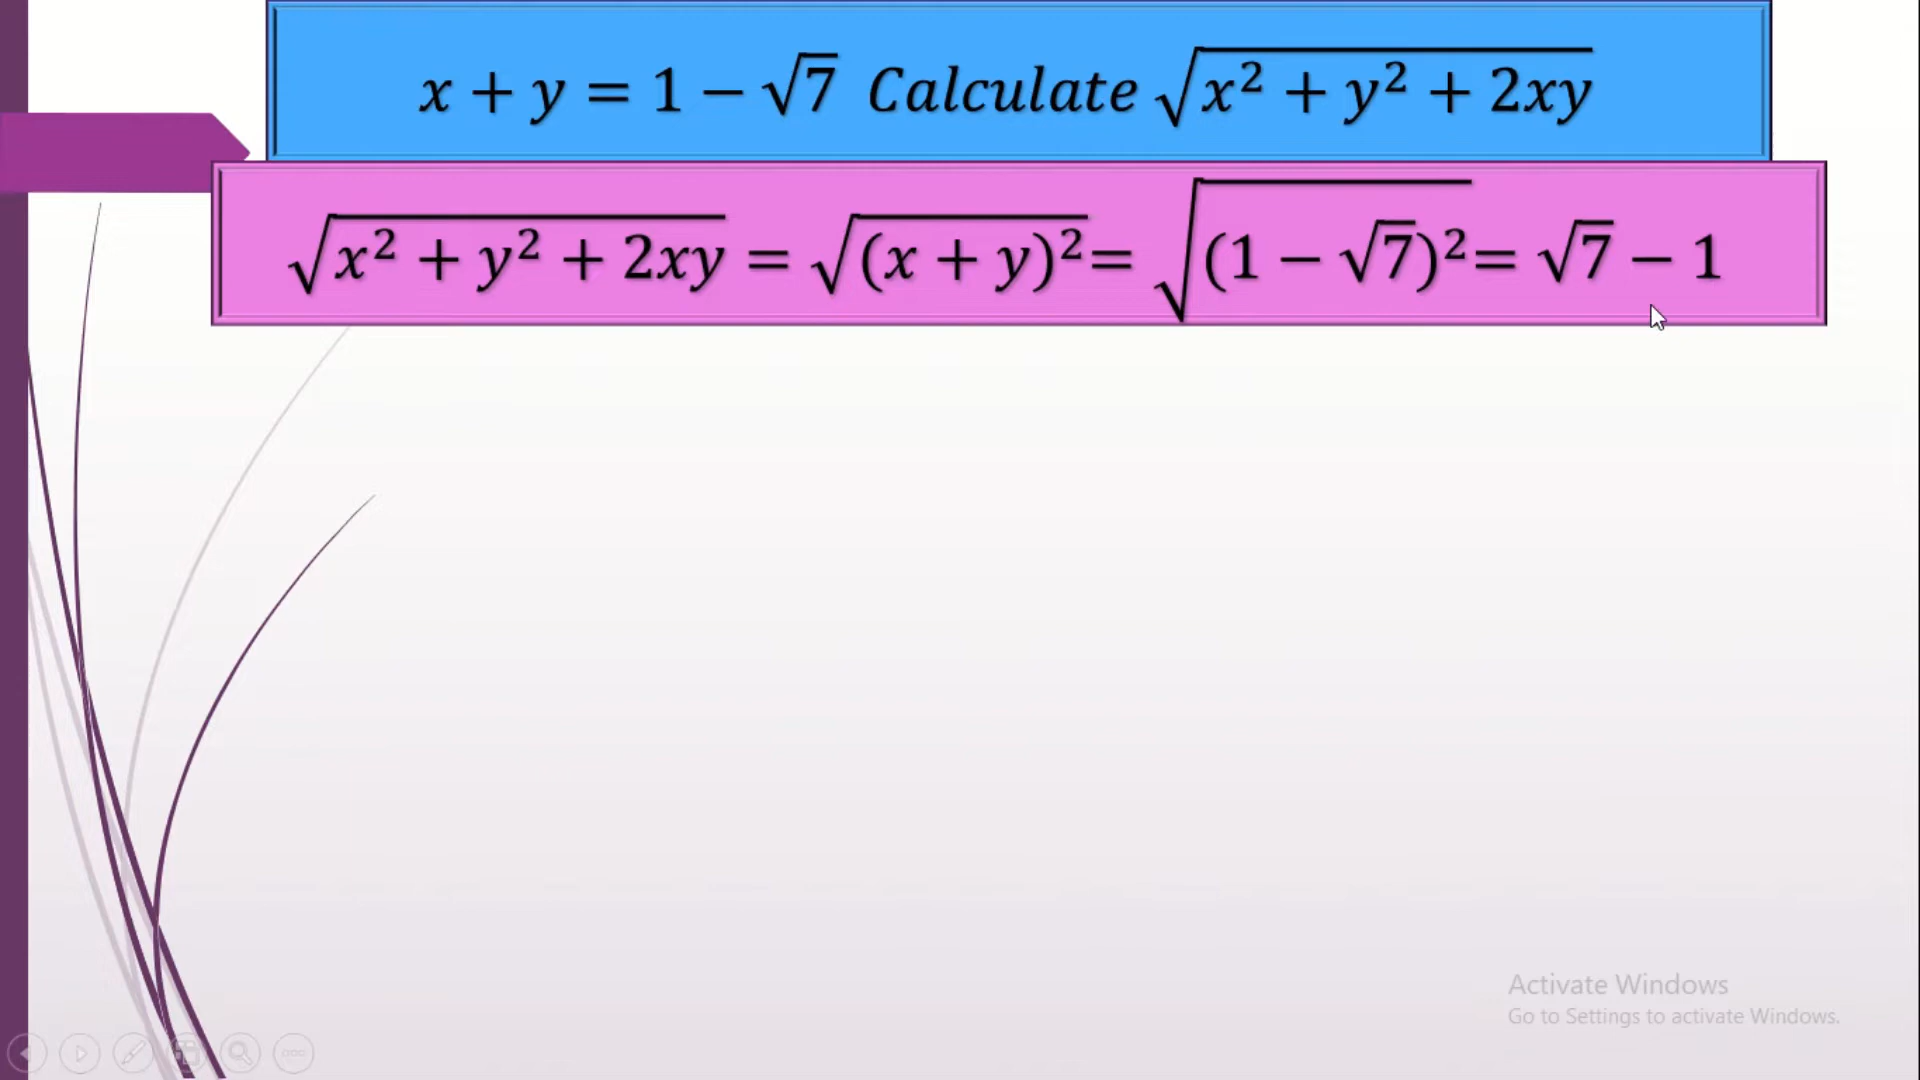 x + y = 1 − √7 Calculate √(x² + y² + 2xy)
√(x² + y² + 2xy) = √((x + y)²) = √((1 − √7)²) = √7 − 1
Activate Windows
Go to Settings to activate Windows.